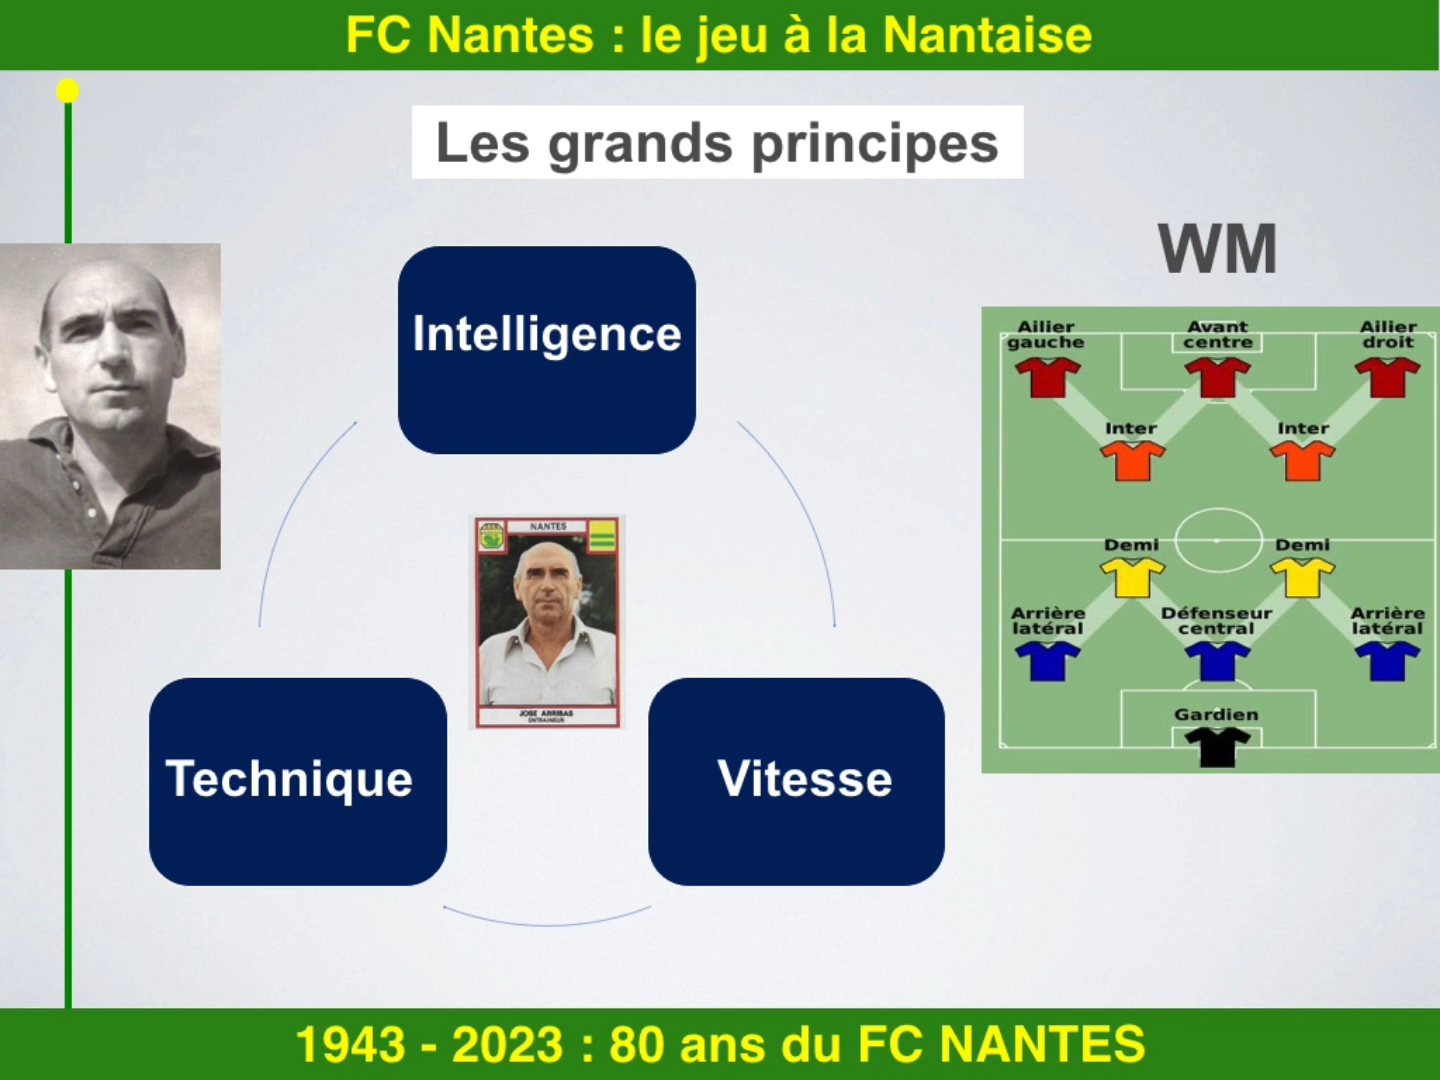 FC Nantes : le jeu à la Nantaise
Les grands principes
WM
Intelligence
Technique
Vitesse
NANTES
JOSE ARRIBAS
ENTRAINEUR
Ailier gauche
Avant centre
Ailier droit
Inter
Inter
Demi
Demi
Arrière latéral
Défenseur central
Arrière latéral
Gardien
1943 - 2023 : 80 ans du FC NANTES